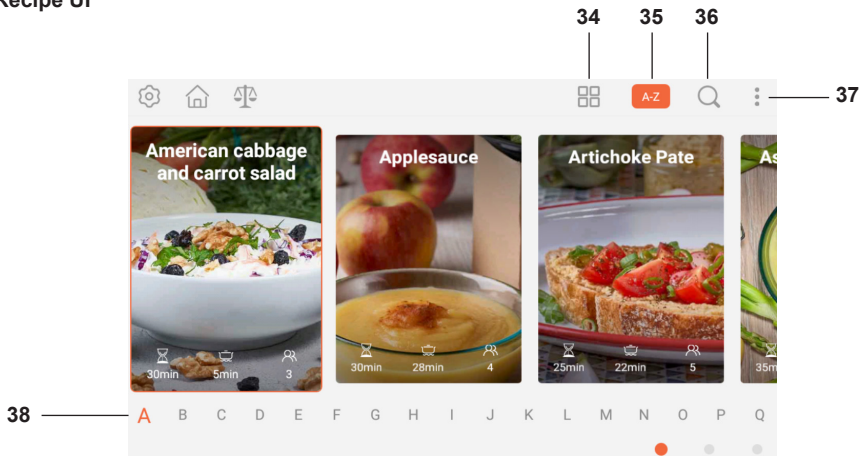 Recipe UI
34 35 36
37
A-Z
American cabbage
and carrot salad
Applesauce
Artichoke Pate
As
30min 5min 3
30min 28min 4
25min 22min 5
35m
38
A B C D E F G H I J K L M N O P Q